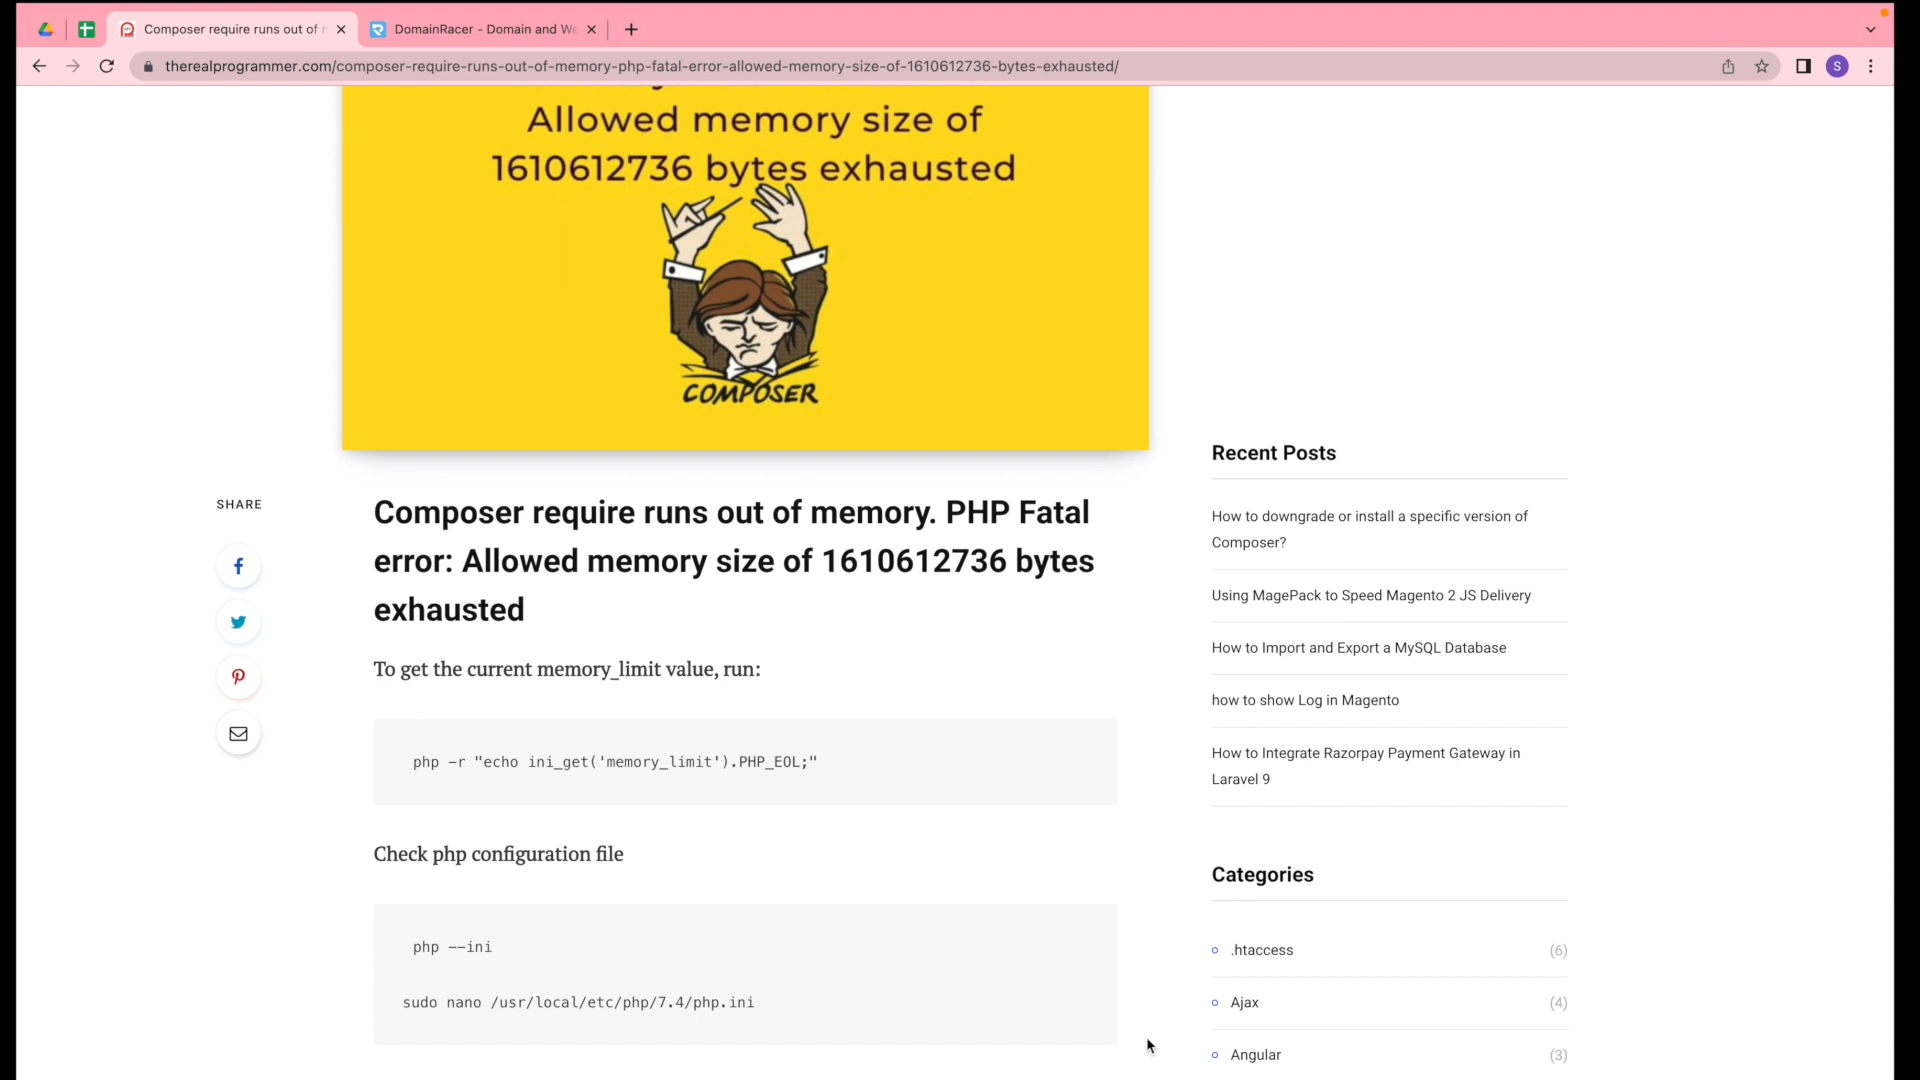 Composer require runs out of
DomainRacer - Domain and We
therealprogrammer.com/composer-require-runs-out-of-memory-php-fatal-error-allowed-memory-size-of-1610612736-bytes-exhausted/
S
Allowed memory size of
1610612736 bytes exhausted
COMPOSER
SHARE
Composer require runs out of memory. PHP Fatal
error: Allowed memory size of 1610612736 bytes
exhausted
To get the current memory_limit value, run:
php -r "echo ini_get('memory_limit').PHP_EOL;"
Check php configuration file
php --ini
sudo nano /usr/local/etc/php/7.4/php.ini
Recent Posts
How to downgrade or install a specific version of
Composer?
Using MagePack to Speed Magento 2 JS Delivery
How to Import and Export a MySQL Database
how to show Log in Magento
How to Integrate Razorpay Payment Gateway in
Laravel 9
Categories
.htaccess (6)
Ajax (4)
Angular (3)